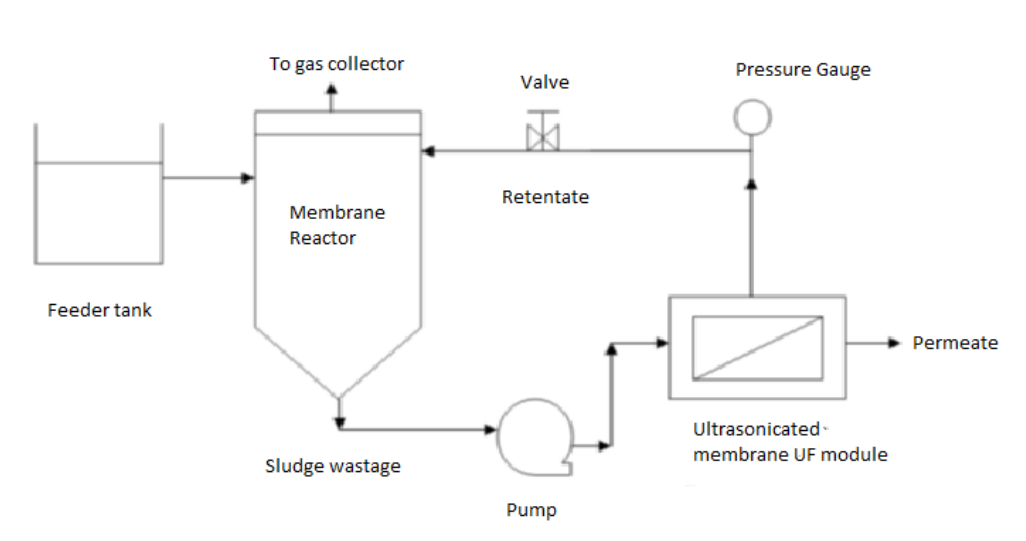 To gas collector
Valve
Pressure Gauge
Membrane
Reactor
Retentate
Feeder tank
Permeate
Ultrasonicated
membrane UF module
Sludge wastage
Pump